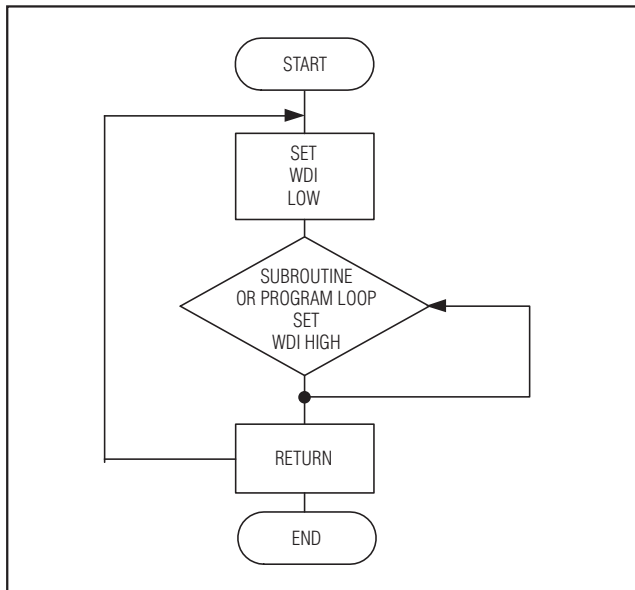 START
SET
WDI
LOW
SUBROUTINE
OR PROGRAM LOOP
SET
WDI HIGH
RETURN
END